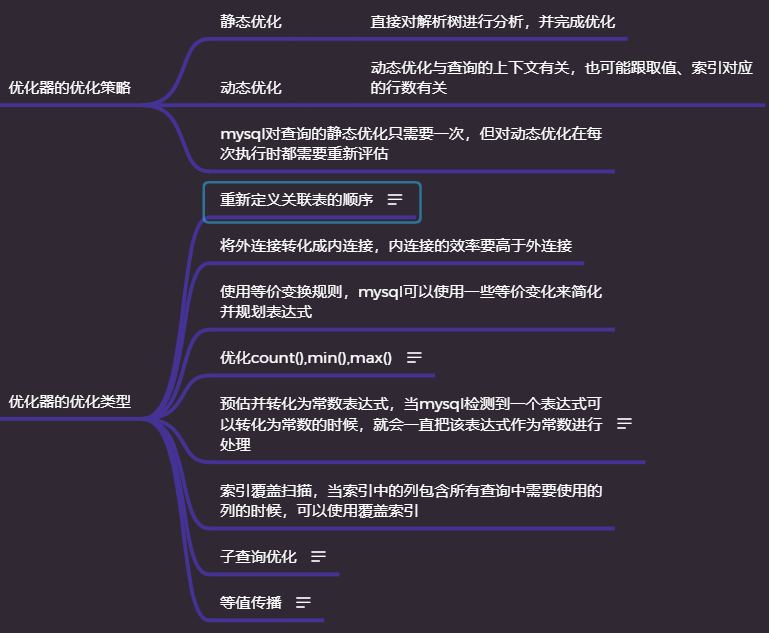 静态优化
直接对解析树进行分析，并完成优化
优化器的优化策略
动态优化
动态优化与查询的上下文有关，也可能跟取值、索引对应
的行数有关
mysql对查询的静态优化只需要一次，但对动态优化在每
次执行时都需要重新评估
重新定义关联表的顺序
将外连接转化成内连接，内连接的效率要高于外连接
使用等价变换规则，mysql可以使用一些等价变化来简化
并规划表达式
优化count(),min(),max()
优化器的优化类型
预估并转化为常数表达式，当mysql检测到一个表达式可
以转化为常数的时候，就会一直把该表达式作为常数进行
处理
索引覆盖扫描，当索引中的列包含所有查询中需要使用的
列的时候，可以使用覆盖索引
子查询优化
等值传播